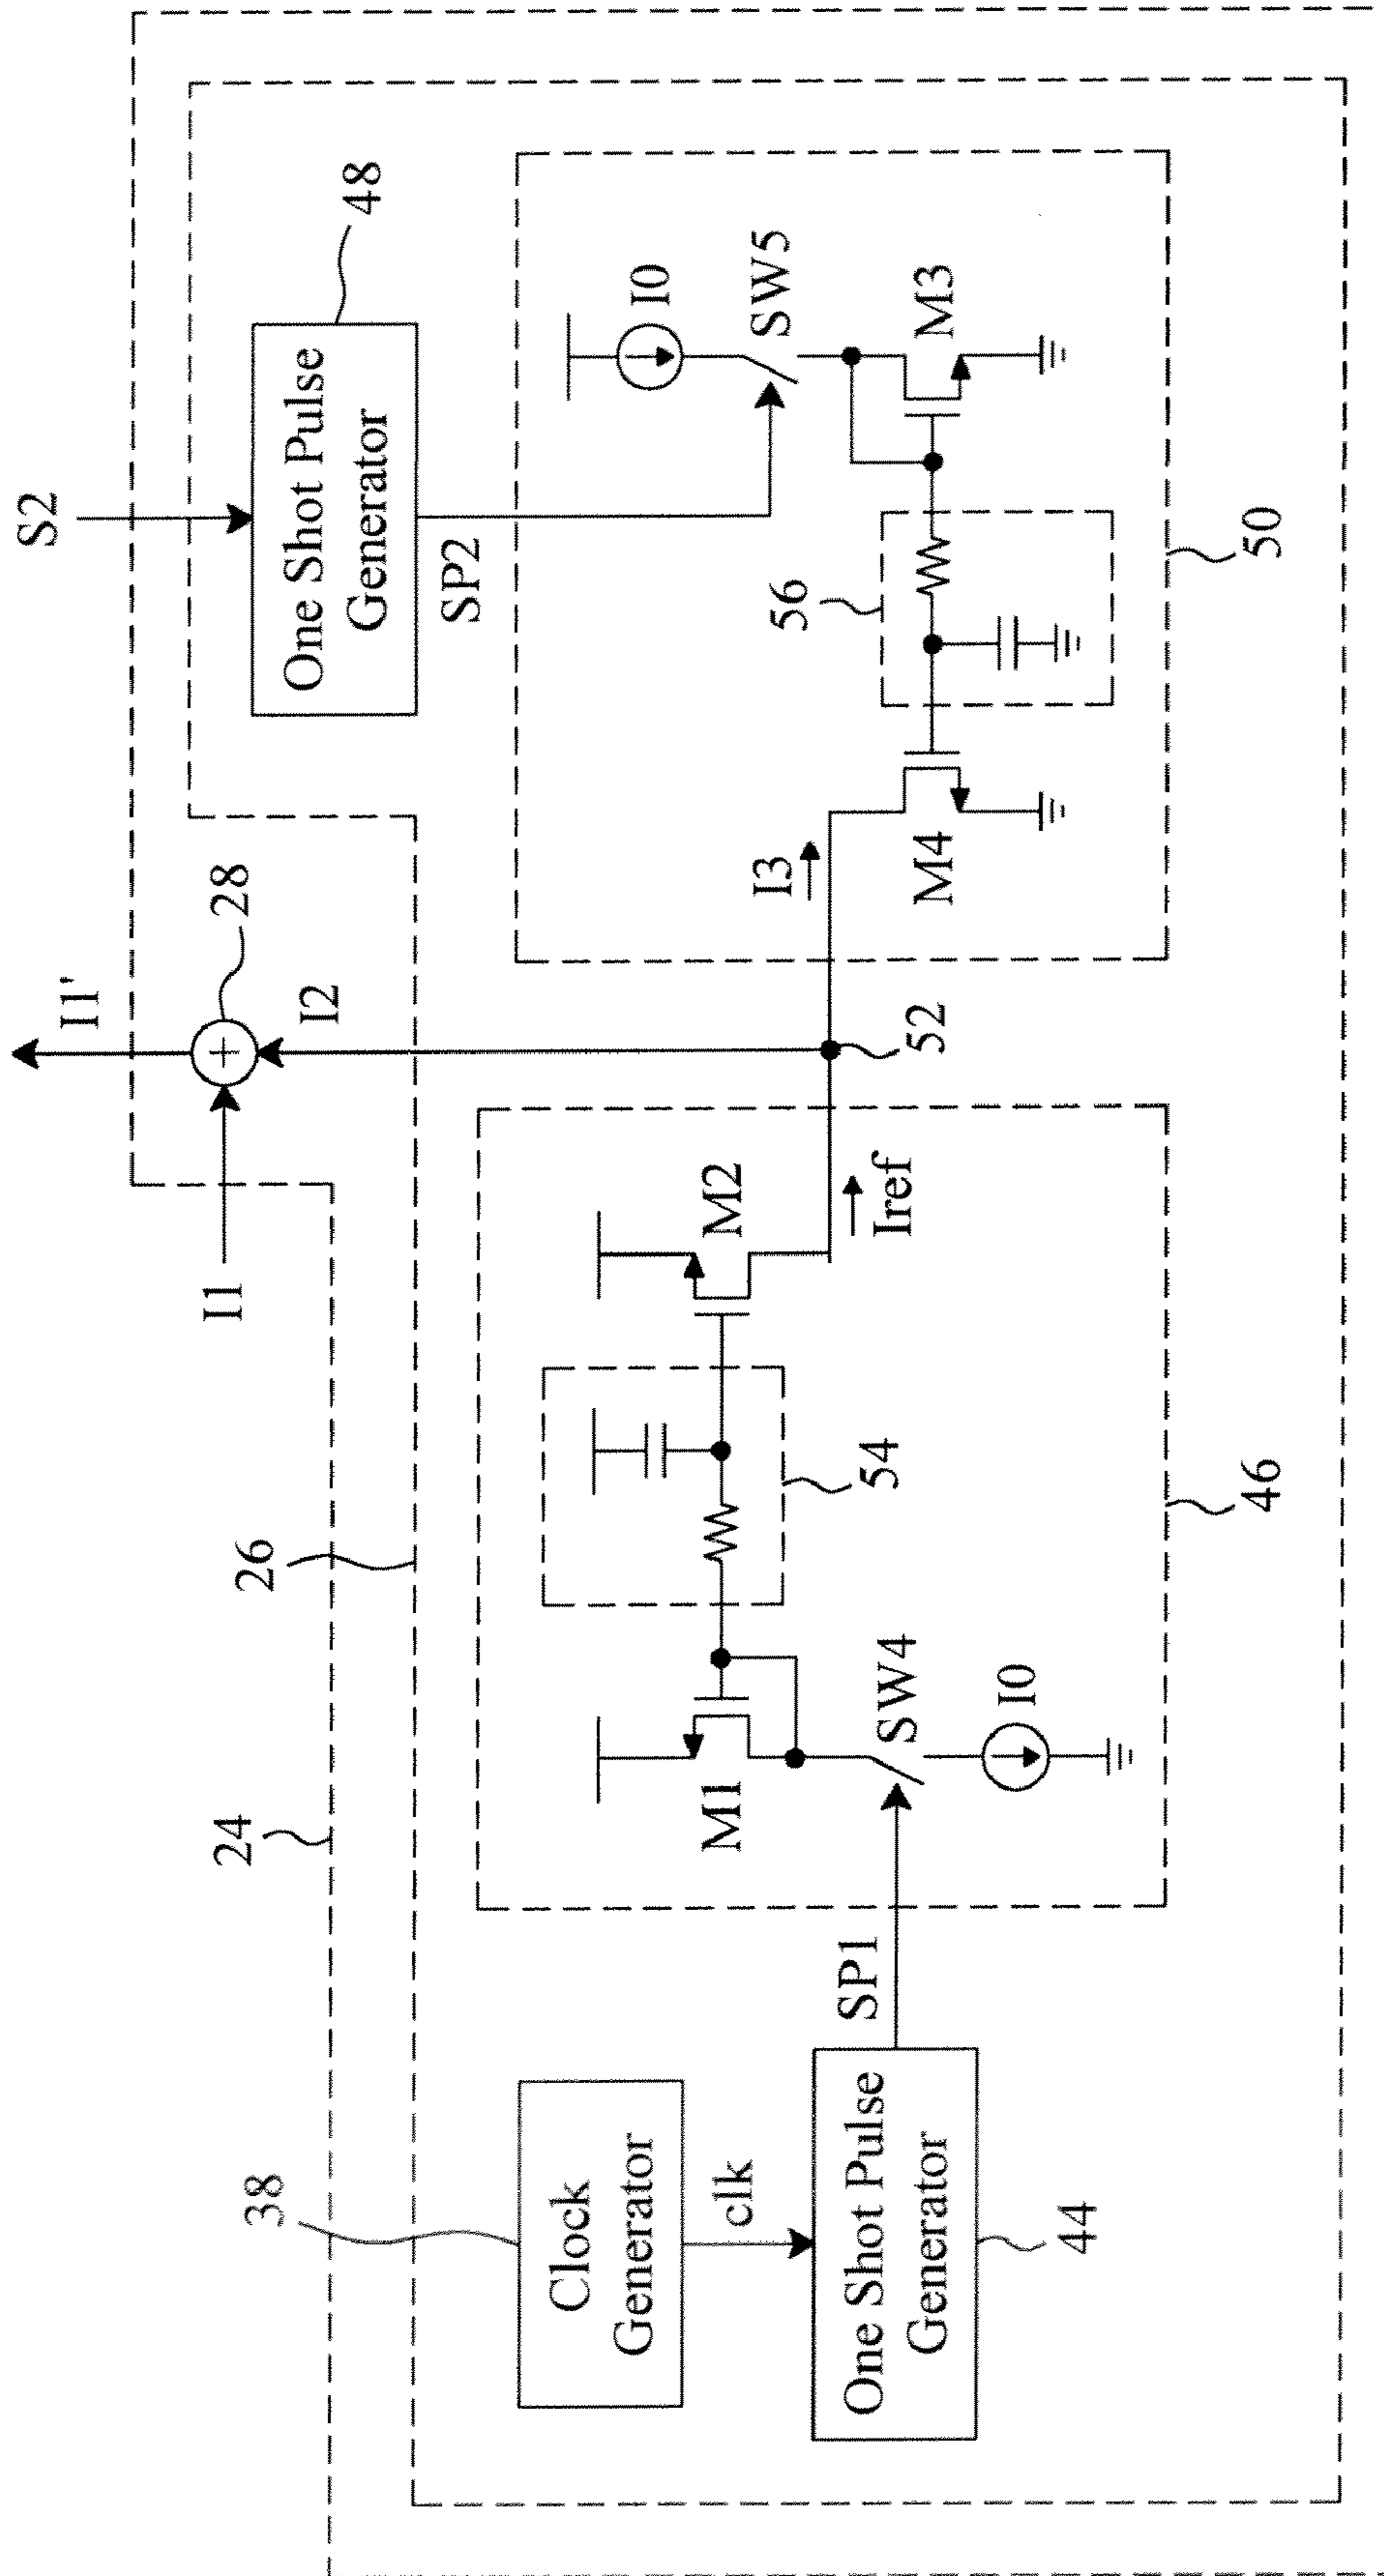 S2
I1'
48
One Shot Pulse
Generator
28
I1
I2
SP2
I0
SW5
M3
24
26
56
50
I3
M4
52
M2
Iref
54
46
M1
SW4
I0
SP1
38
Clock
Generator
clk
One Shot Pulse
Generator
44